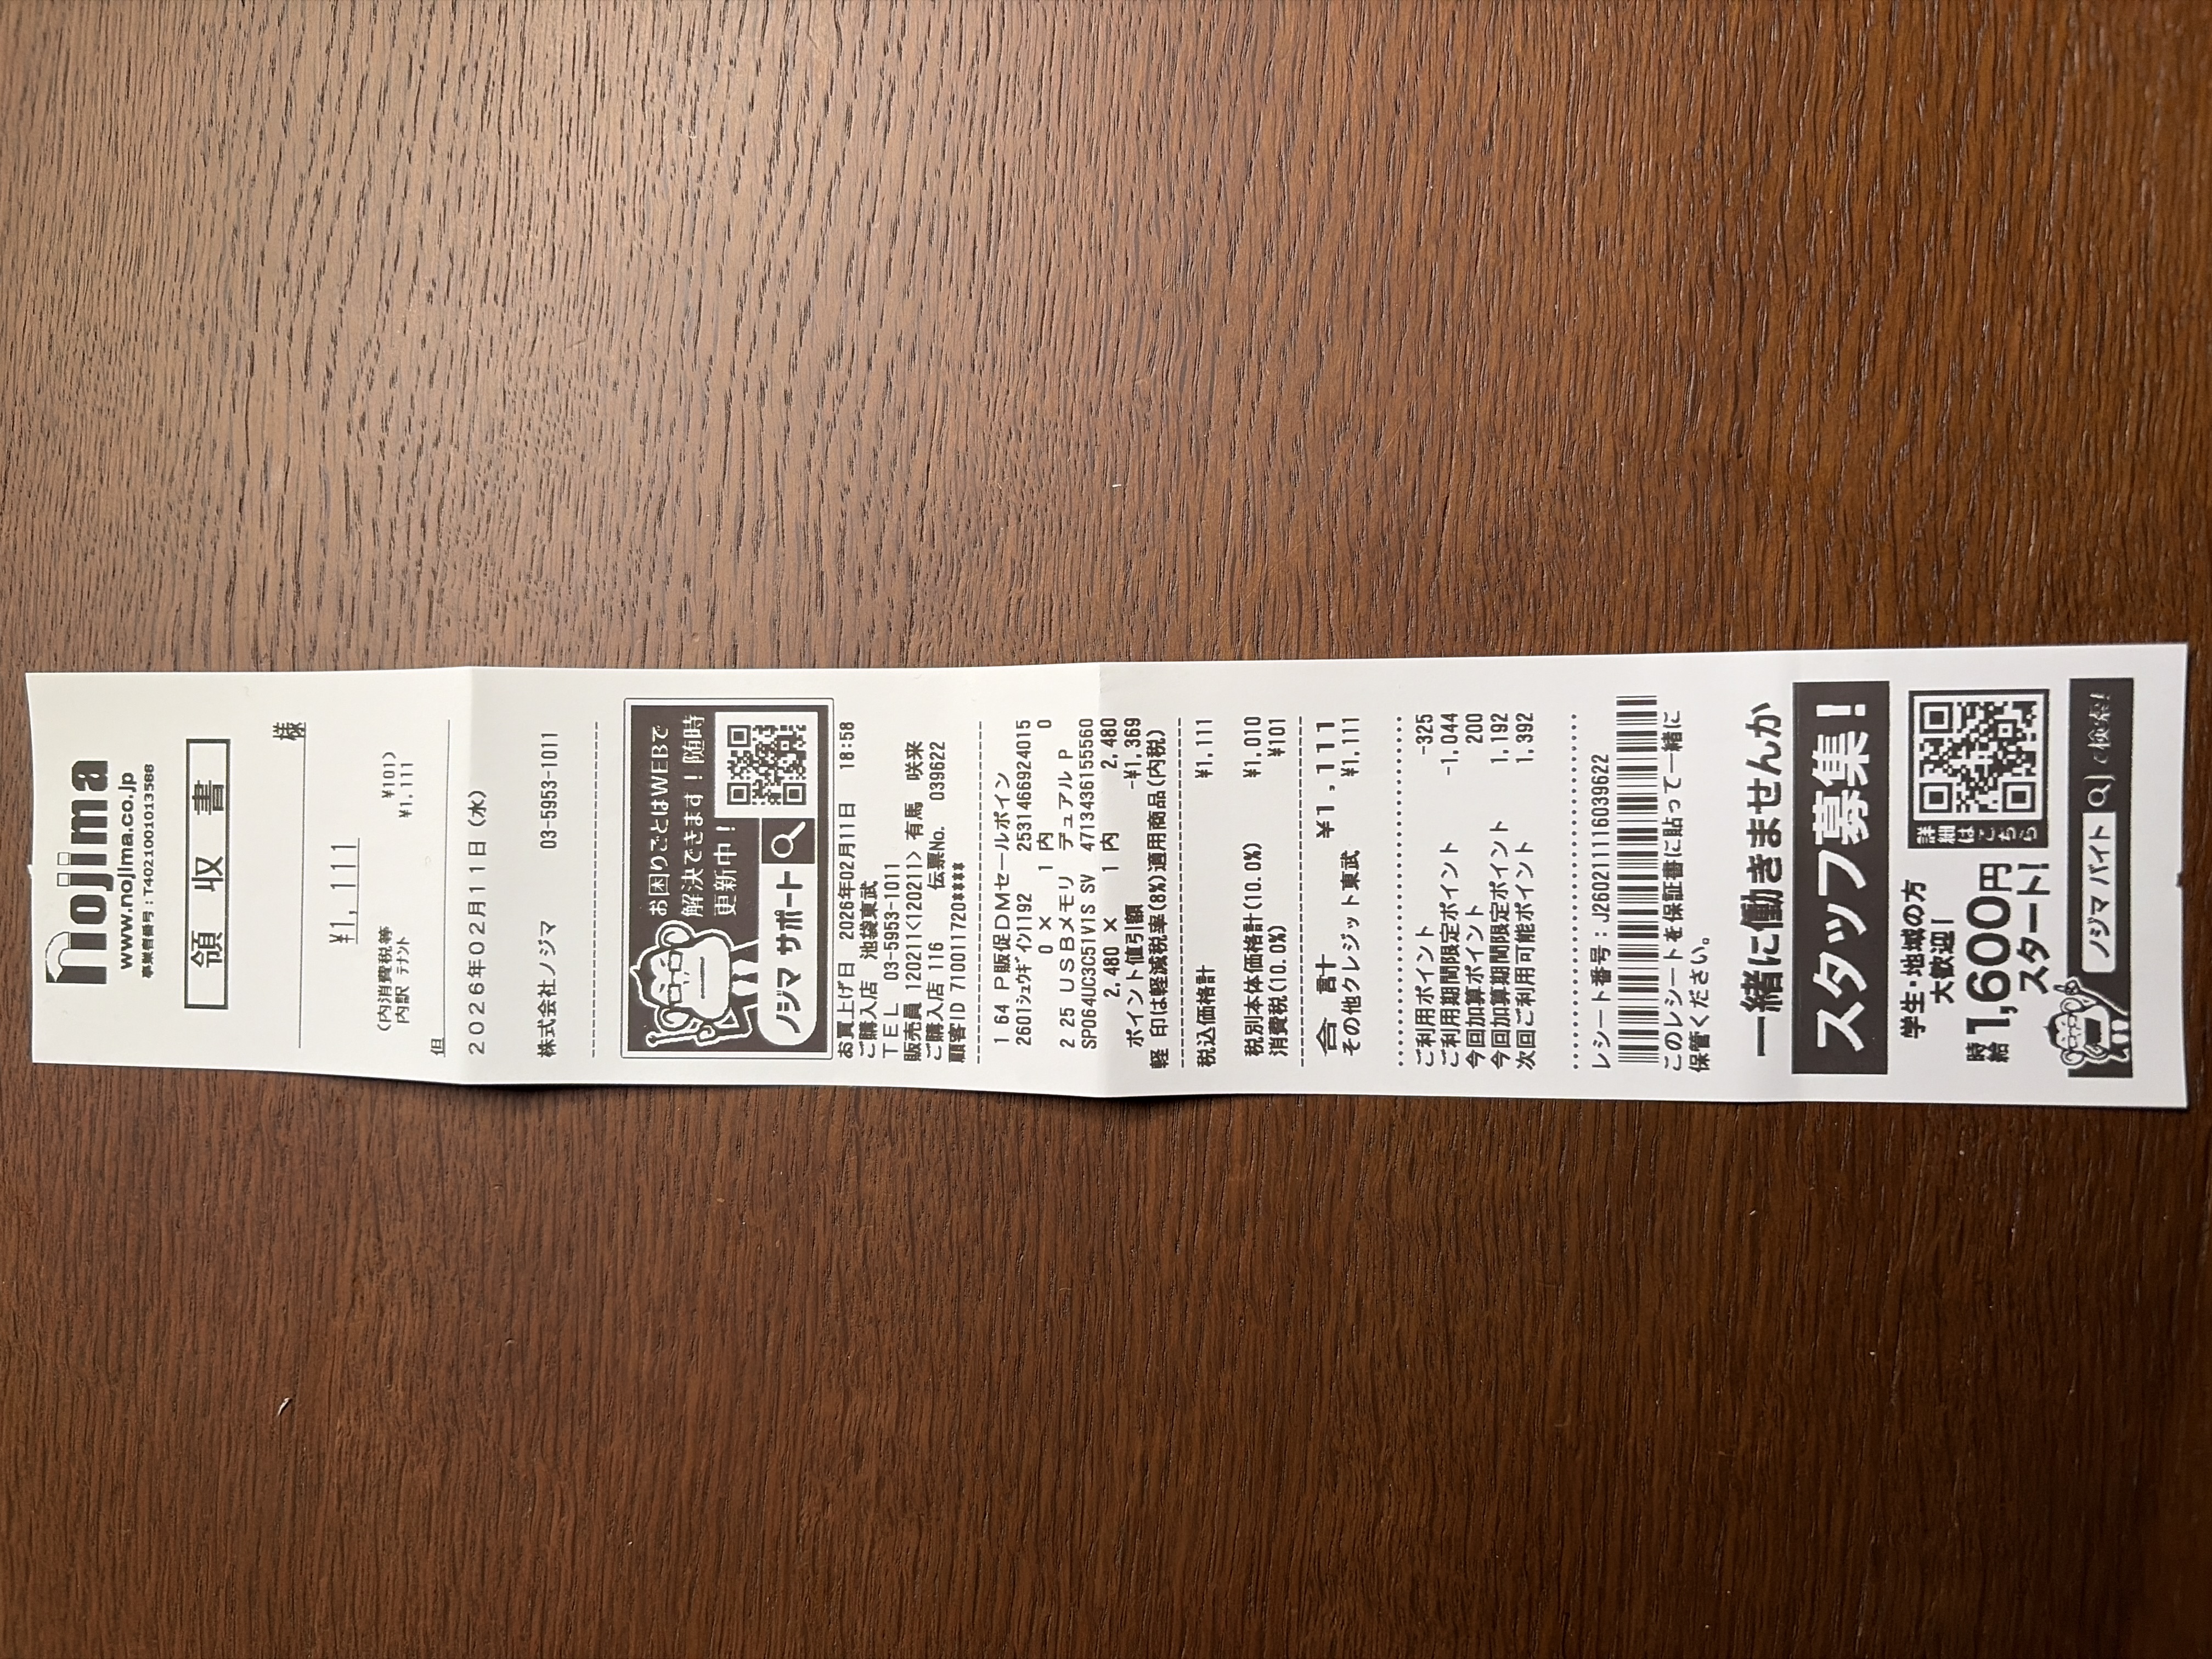 nojima
www.nojima.co.jp
事業者番号：T4021001013588
領 収 書
様
¥1,111
(内消費税等 ¥101)
内訳 ﾃﾅﾝﾄ ¥1,111
但
2026年02月11日(水)
株式会社ノジマ 03-5953-1011
お困りごとはWEBで
解決できます！随時
更新中！
ノジマ サポート
お買上げ日 2026年02月11日 18:58
ご購入店 池袋東武
ＴＥＬ 03-5953-1011
販売員 12021<12021> 有馬 咲来
ご購入店 116 伝票No. 039622
顧客ID 710011720****
1 64 Ｐ販促ＤＭセールポイン
2601ｼｭｳｷﾞｲﾝ1192 2531466924015
0 × 1 内 0
2 25 ＵＳＢメモリ デュアル Ｐ
SP064UC3C51V1S SV 4713436155560
2,480 × 1 内 2,480
ポイント値引額 -¥1,369
軽 印は軽減税率(8%)適用商品(内税)
税込価格計 ¥1,111
税別本体価格計(10.0%) ¥1,010
消費税(10.0%) ¥101
合 計 ¥1,111
その他クレジット東武 ¥1,111
ご利用ポイント -325
ご利用期間限定ポイント -1,044
今回加算ポイント 200
今回加算期間限定ポイント 1,192
次回ご利用可能ポイント 1,392
レシート番号：J2602111116039622
このレシートを保証書に貼って一緒に
保管ください。
一緒に働きませんか
スタッフ募集！
学生・地域の方
大歓迎！
時給1,600円
スタート！
詳細はこちら
ノジマ バイト
で検索！